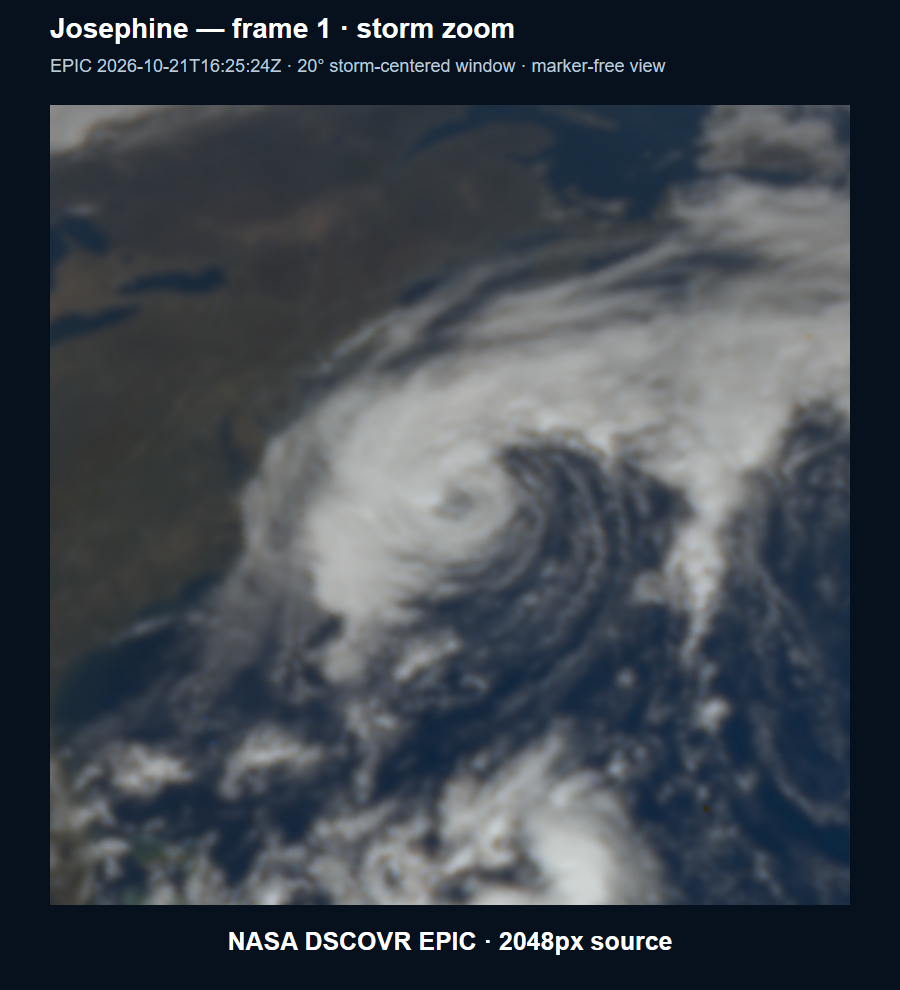 Josephine — frame 1 · storm zoom
EPIC 2026-10-21T16:25:24Z · 20° storm-centered window · marker-free view
NASA DSCOVR EPIC · 2048px source